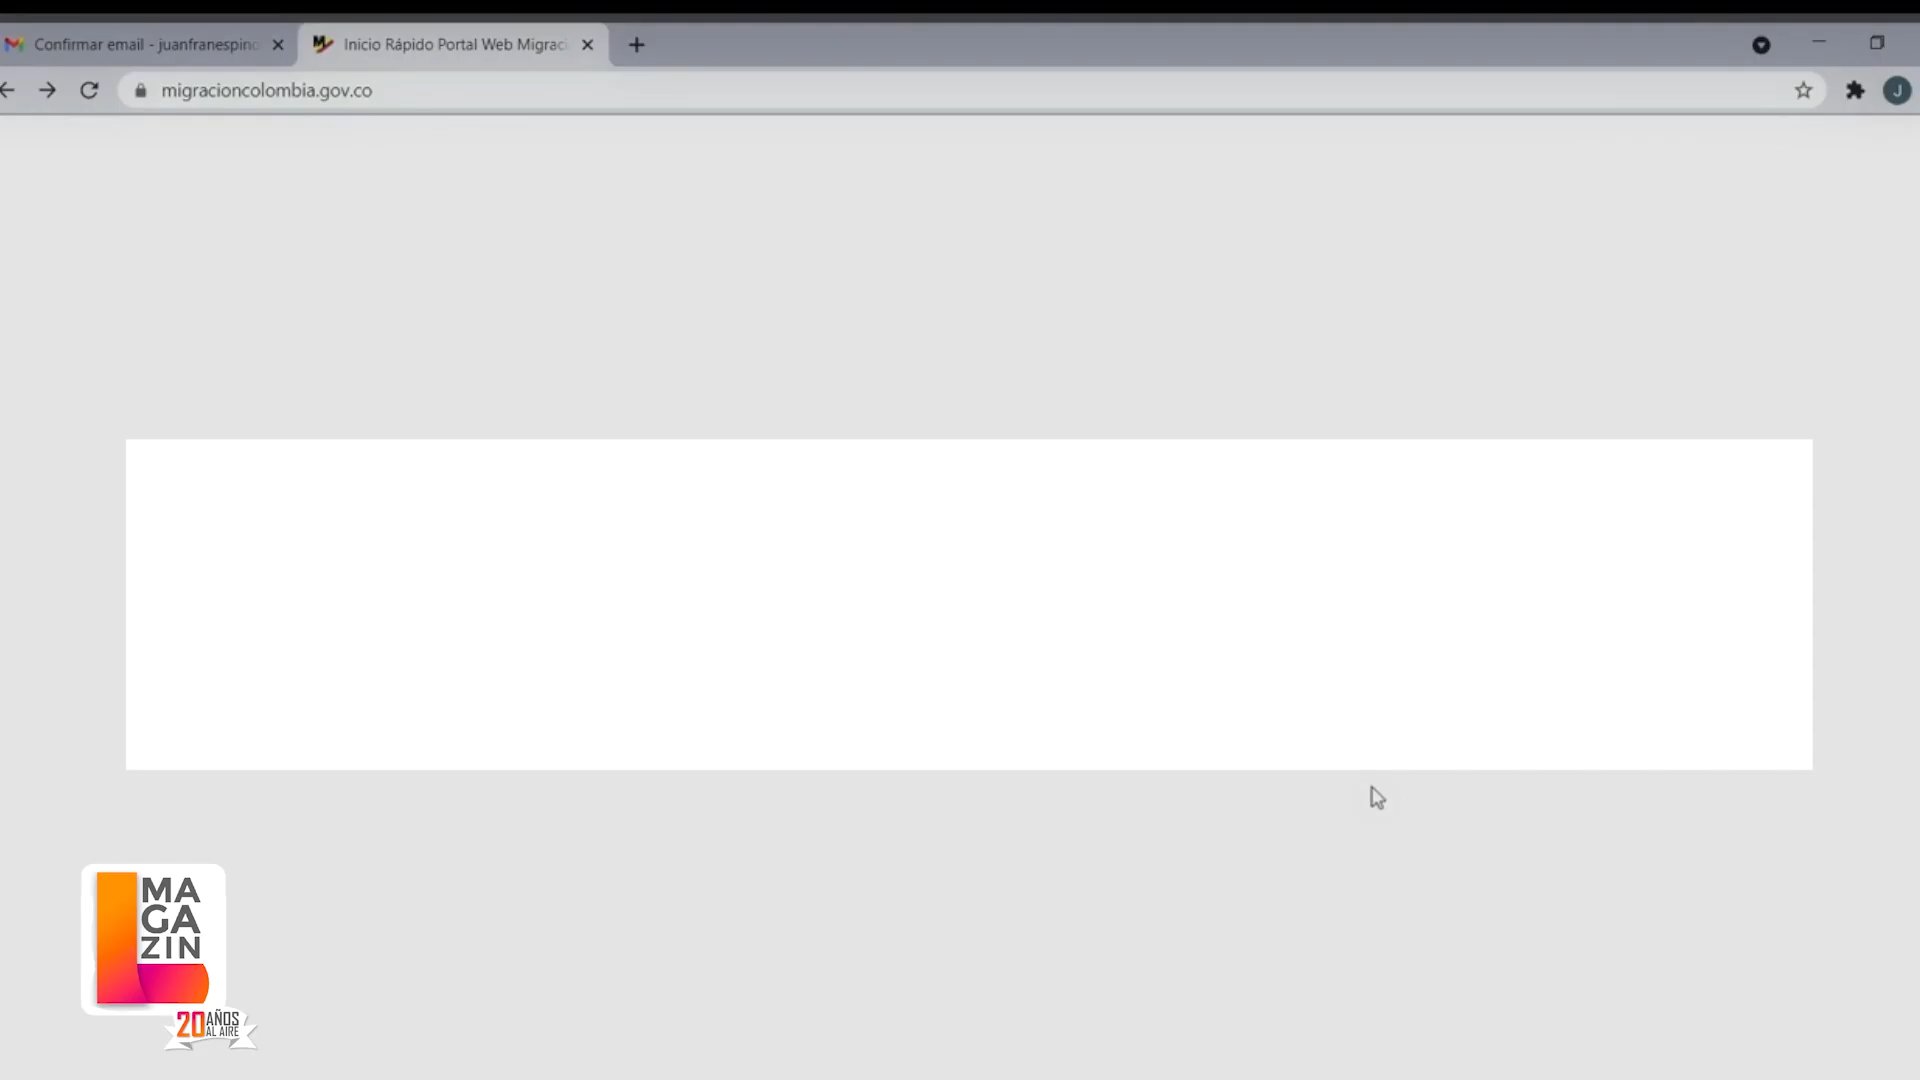 Confirmar email - juanfranespino
Inicio Rápido Portal Web Migraci
migracioncolombia.gov.co
J
MA
GA
ZIN
20 AÑOS
AL AIRE